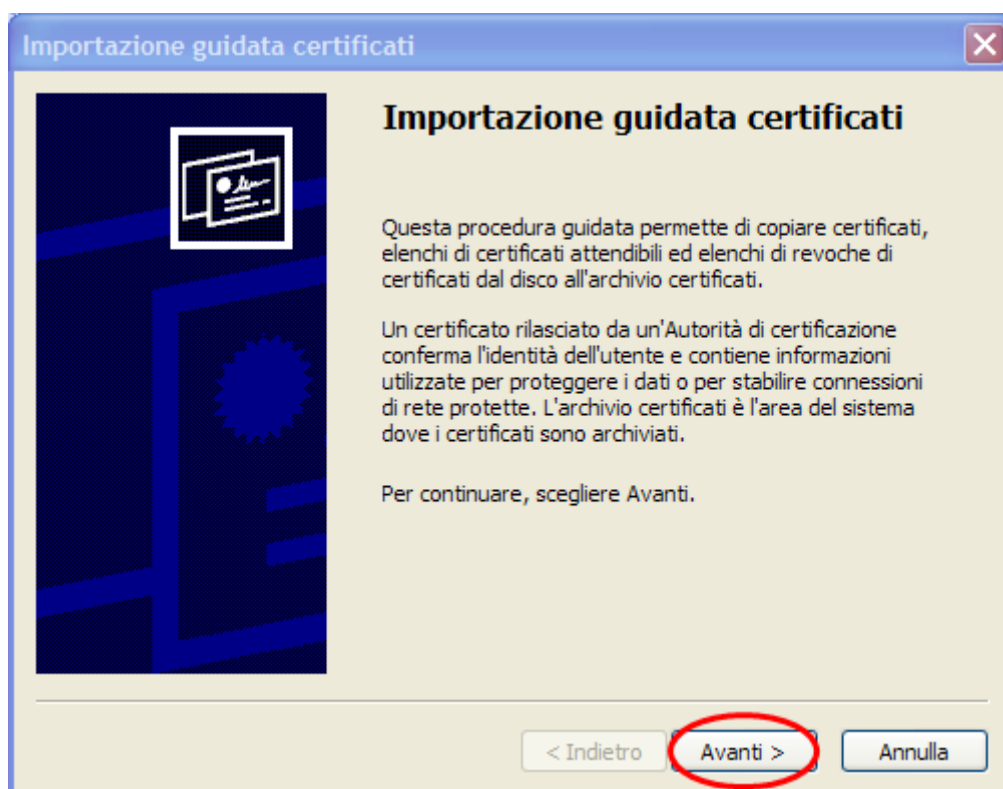 Importazione guidata certificati
Importazione guidata certificati
Questa procedura guidata permette di copiare certificati,
elenchi di certificati attendibili ed elenchi di revoche di
certificati dal disco all'archivio certificati.
Un certificato rilasciato da un'Autorità di certificazione
conferma l'identità dell'utente e contiene informazioni
utilizzate per proteggere i dati o per stabilire connessioni
di rete protette. L'archivio certificati è l'area del sistema
dove i certificati sono archiviati.
Per continuare, scegliere Avanti.
< Indietro Avanti > Annulla